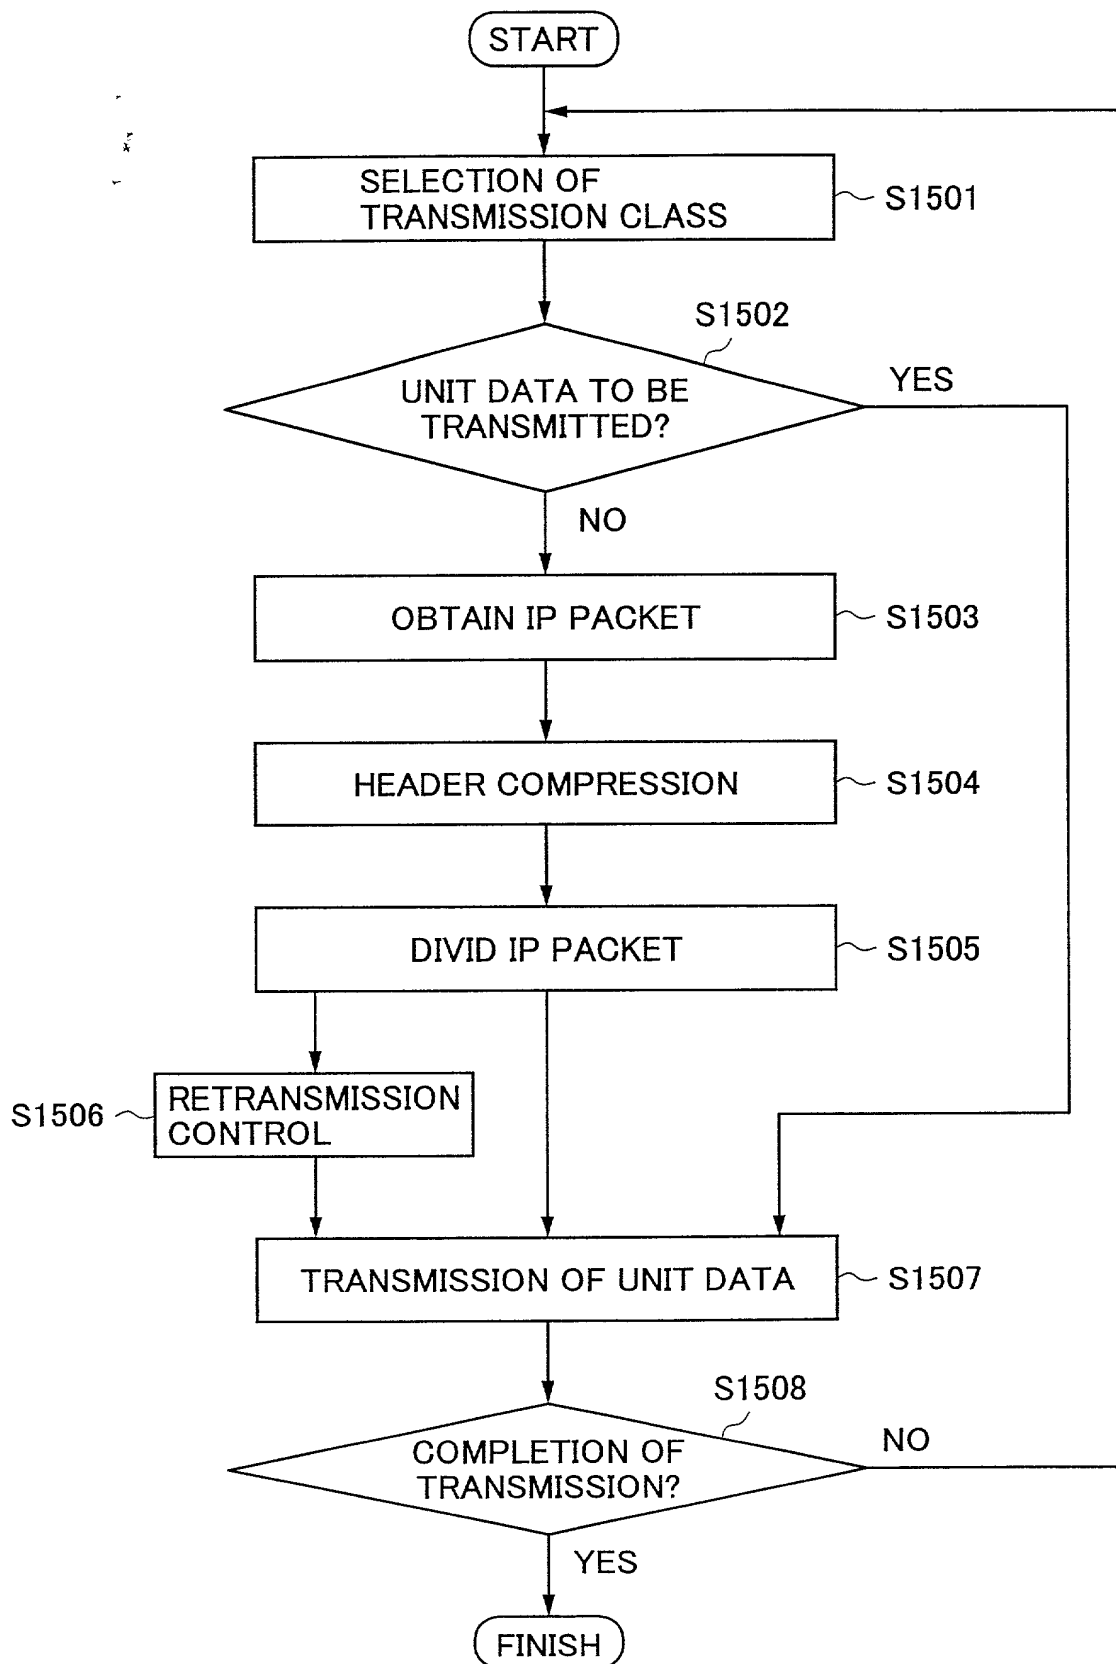 START
SELECTION OF
TRANSMISSION CLASS
S1501
S1502
UNIT DATA TO BE
TRANSMITTED?
YES
NO
OBTAIN IP PACKET
S1503
HEADER COMPRESSION
S1504
DIVID IP PACKET
S1505
S1506
RETRANSMISSION
CONTROL
TRANSMISSION OF UNIT DATA
S1507
S1508
COMPLETION OF
TRANSMISSION?
NO
YES
FINISH